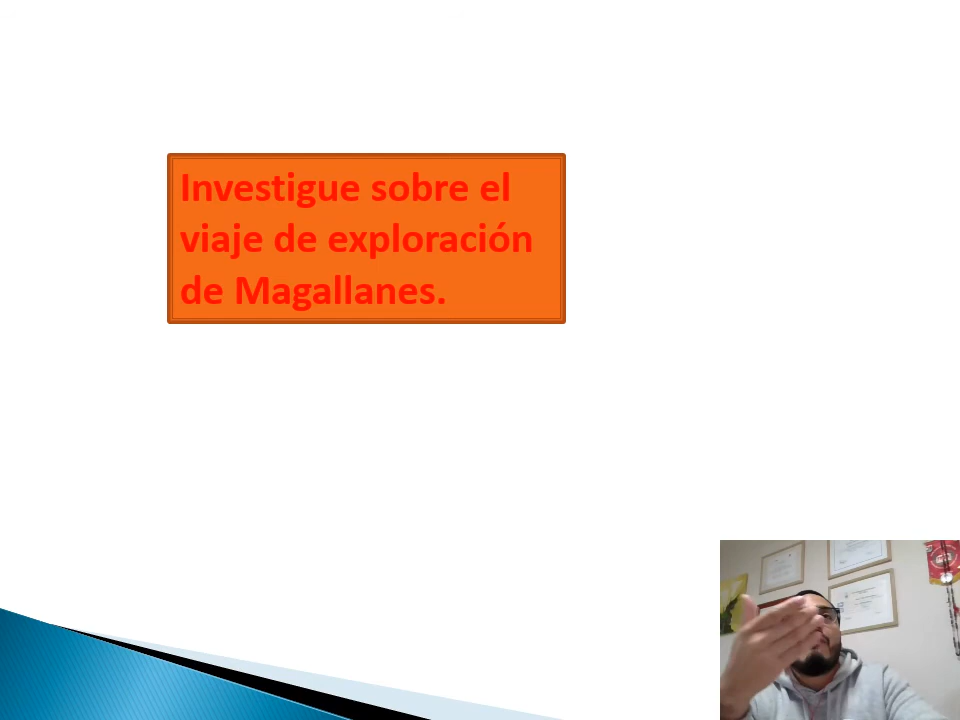 Investigue sobre el
viaje de exploración
de Magallanes.